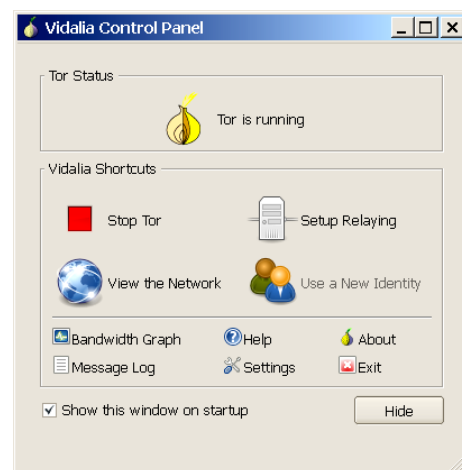 Vidalia Control Panel
Tor Status
Tor is running
Vidalia Shortcuts
Stop Tor
Setup Relaying
View the Network
Use a New Identity
Bandwidth Graph
Help
About
Message Log
Settings
Exit
Show this window on startup
Hide